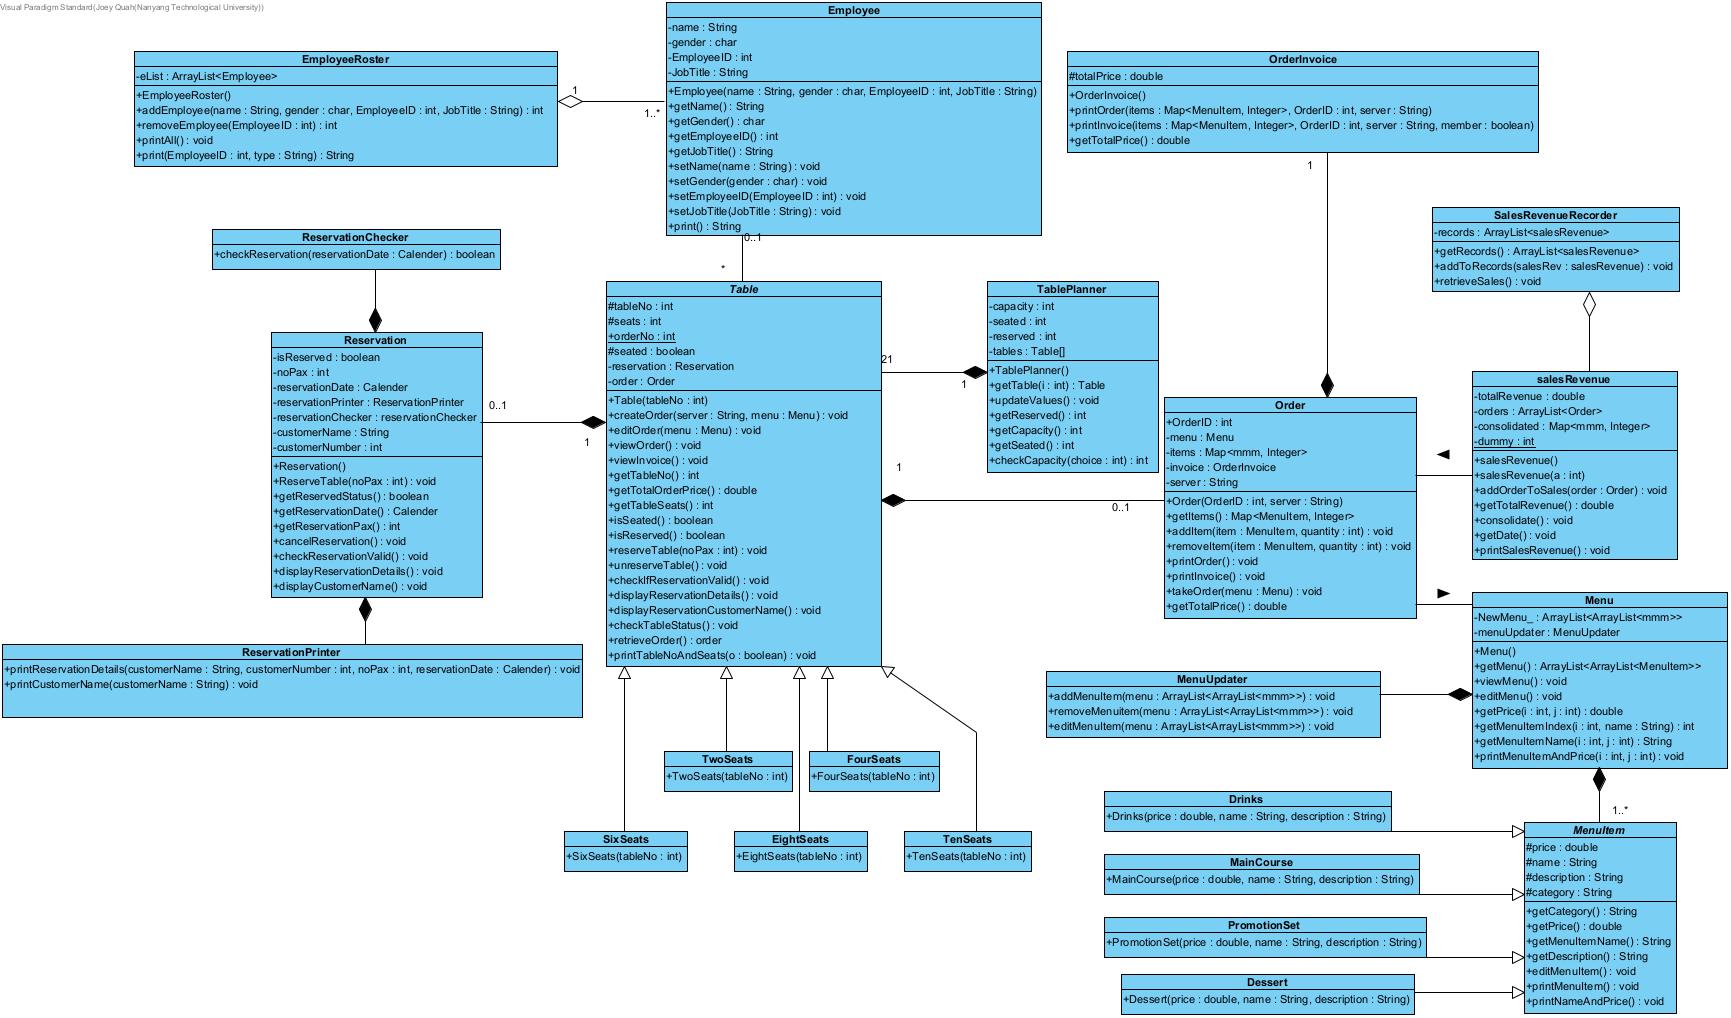 Visual Paradigm Standard(Joey Quah(Nanyang Technological University))
Employee
-name : String
-gender : char
-EmployeeID : int
-JobTitle : String
+Employee(name : String, gender : char, EmployeeID : int, JobTitle : String)
+getName() : String
+getGender() : char
+getEmployeeID() : int
+getJobTitle() : String
+setName(name : String) : void
+setGender(gender : char) : void
+setEmployeeID(EmployeeID : int) : void
+setJobTitle(JobTitle : String) : void
+print() : String
EmployeeRoster
-eList : ArrayList<Employee>
+EmployeeRoster()
+addEmployee(name : String, gender : char, EmployeeID : int, JobTitle : String) : int
+removeEmployee(EmployeeID : int) : int
+printAll() : void
+print(EmployeeID : int, type : String) : String
1
1..*
OrderInvoice
#totalPrice : double
+OrderInvoice()
+printOrder(items : Map<MenuItem, Integer>, OrderID : int, server : String)
+printInvoice(items : Map<MenuItem, Integer>, OrderID : int, server : String, member : boolean)
+getTotalPrice() : double
1
SalesRevenueRecorder
-records : ArrayList<salesRevenue>
+getRecords() : ArrayList<salesRevenue>
+addToRecords(salesRev : salesRevenue) : void
+retrieveSales() : void
ReservationChecker
+checkReservation(reservationDate : Calender) : boolean
0..1
*
Table
#tableNo : int
#seats : int
+orderNo : int
#seated : boolean
-reservation : Reservation
-order : Order
+Table(tableNo : int)
+createOrder(server : String, menu : Menu) : void
+editOrder(menu : Menu) : void
+viewOrder() : void
+viewInvoice() : void
+getTableNo() : int
+getTotalOrderPrice() : double
+getTableSeats() : int
+isSeated() : boolean
+isReserved() : boolean
+reserveTable(noPax : int) : void
+unreserveTable() : void
+checkIfReservationValid() : void
+displayReservationDetails() : void
+displayReservationCustomerName() : void
+checkTableStatus() : void
+retrieveOrder() : order
+printTableNoAndSeats(o : boolean) : void
TablePlanner
-capacity : int
-seated : int
-reserved : int
-tables : Table[]
+TablePlanner()
+getTable(i : int) : Table
+updateValues() : void
+getReserved() : int
+getCapacity() : int
+getSeated() : int
+checkCapacity(choice : int) : int
21
1
Reservation
-isReserved : boolean
-noPax : int
-reservationDate : Calender
-reservationPrinter : ReservationPrinter
-reservationChecker : reservationChecker
-customerName : String
-customerNumber : int
+Reservation()
+ReserveTable(noPax : int) : void
+getReservedStatus() : boolean
+getReservationDate() : Calender
+getReservationPax() : int
+cancelReservation() : void
+checkReservationValid() : void
+displayReservationDetails() : void
+displayCustomerName() : void
0..1
1
salesRevenue
-totalRevenue : double
-orders : ArrayList<Order>
-consolidated : Map<mmm, Integer>
-dummy : int
+salesRevenue()
+salesRevenue(a : int)
+addOrderToSales(order : Order) : void
+getTotalRevenue() : double
+consolidate() : void
+getDate() : void
+printSalesRevenue() : void
Order
+OrderID : int
-menu : Menu
-items : Map<mmm, Integer>
-invoice : OrderInvoice
-server : String
+Order(OrderID : int, server : String)
+getItems() : Map<MenuItem, Integer>
+addItem(item : MenuItem, quantity : int) : void
+removeItem(item : MenuItem, quantity : int) : void
+printOrder() : void
+printInvoice() : void
+takeOrder(menu : Menu) : void
+getTotalPrice() : double
1
0..1
Menu
-NewMenu_ : ArrayList<ArrayList<mmm>>
-menuUpdater : MenuUpdater
+Menu()
+getMenu() : ArrayList<ArrayList<MenuItem>>
+viewMenu() : void
+editMenu() : void
+getPrice(i : int, j : int) : double
+getMenuItemIndex(i : int, name : String) : int
+getMenuItemName(i : int, j : int) : String
+printMenuItemAndPrice(i : int, j : int) : void
ReservationPrinter
+printReservationDetails(customerName : String, customerNumber : int, noPax : int, reservationDate : Calender) : void
+printCustomerName(customerName : String) : void
MenuUpdater
+addMenuItem(menu : ArrayList<ArrayList<mmm>>) : void
+removeMenuitem(menu : ArrayList<ArrayList<mmm>>) : void
+editMenuItem(menu : ArrayList<ArrayList<mmm>>) : void
TwoSeats
+TwoSeats(tableNo : int)
FourSeats
+FourSeats(tableNo : int)
SixSeats
+SixSeats(tableNo : int)
EightSeats
+EightSeats(tableNo : int)
TenSeats
+TenSeats(tableNo : int)
1..*
Drinks
+Drinks(price : double, name : String, description : String)
MainCourse
+MainCourse(price : double, name : String, description : String)
PromotionSet
+PromotionSet(price : double, name : String, description : String)
Dessert
+Dessert(price : double, name : String, description : String)
MenuItem
#price : double
#name : String
#description : String
#category : String
+getCategory() : String
+getPrice() : double
+getMenuItemName() : String
+getDescription() : String
+editMenuItem() : void
+printMenuItem() : void
+printNameAndPrice() : void